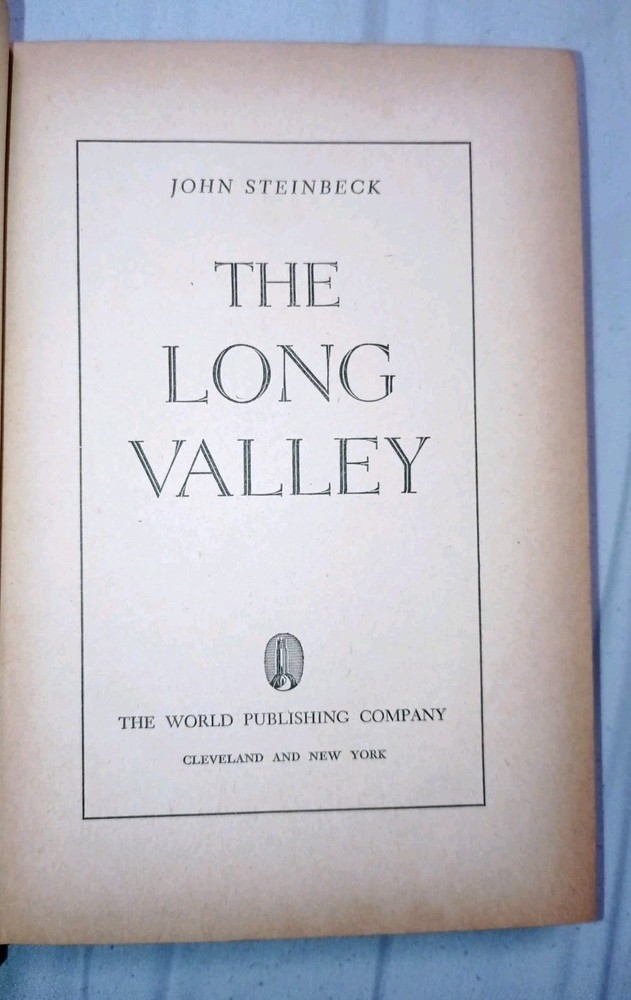 JOHN STEINBECK
THE
LONG
VALLEY
THE WORLD PUBLISHING COMPANY
CLEVELAND AND NEW YORK